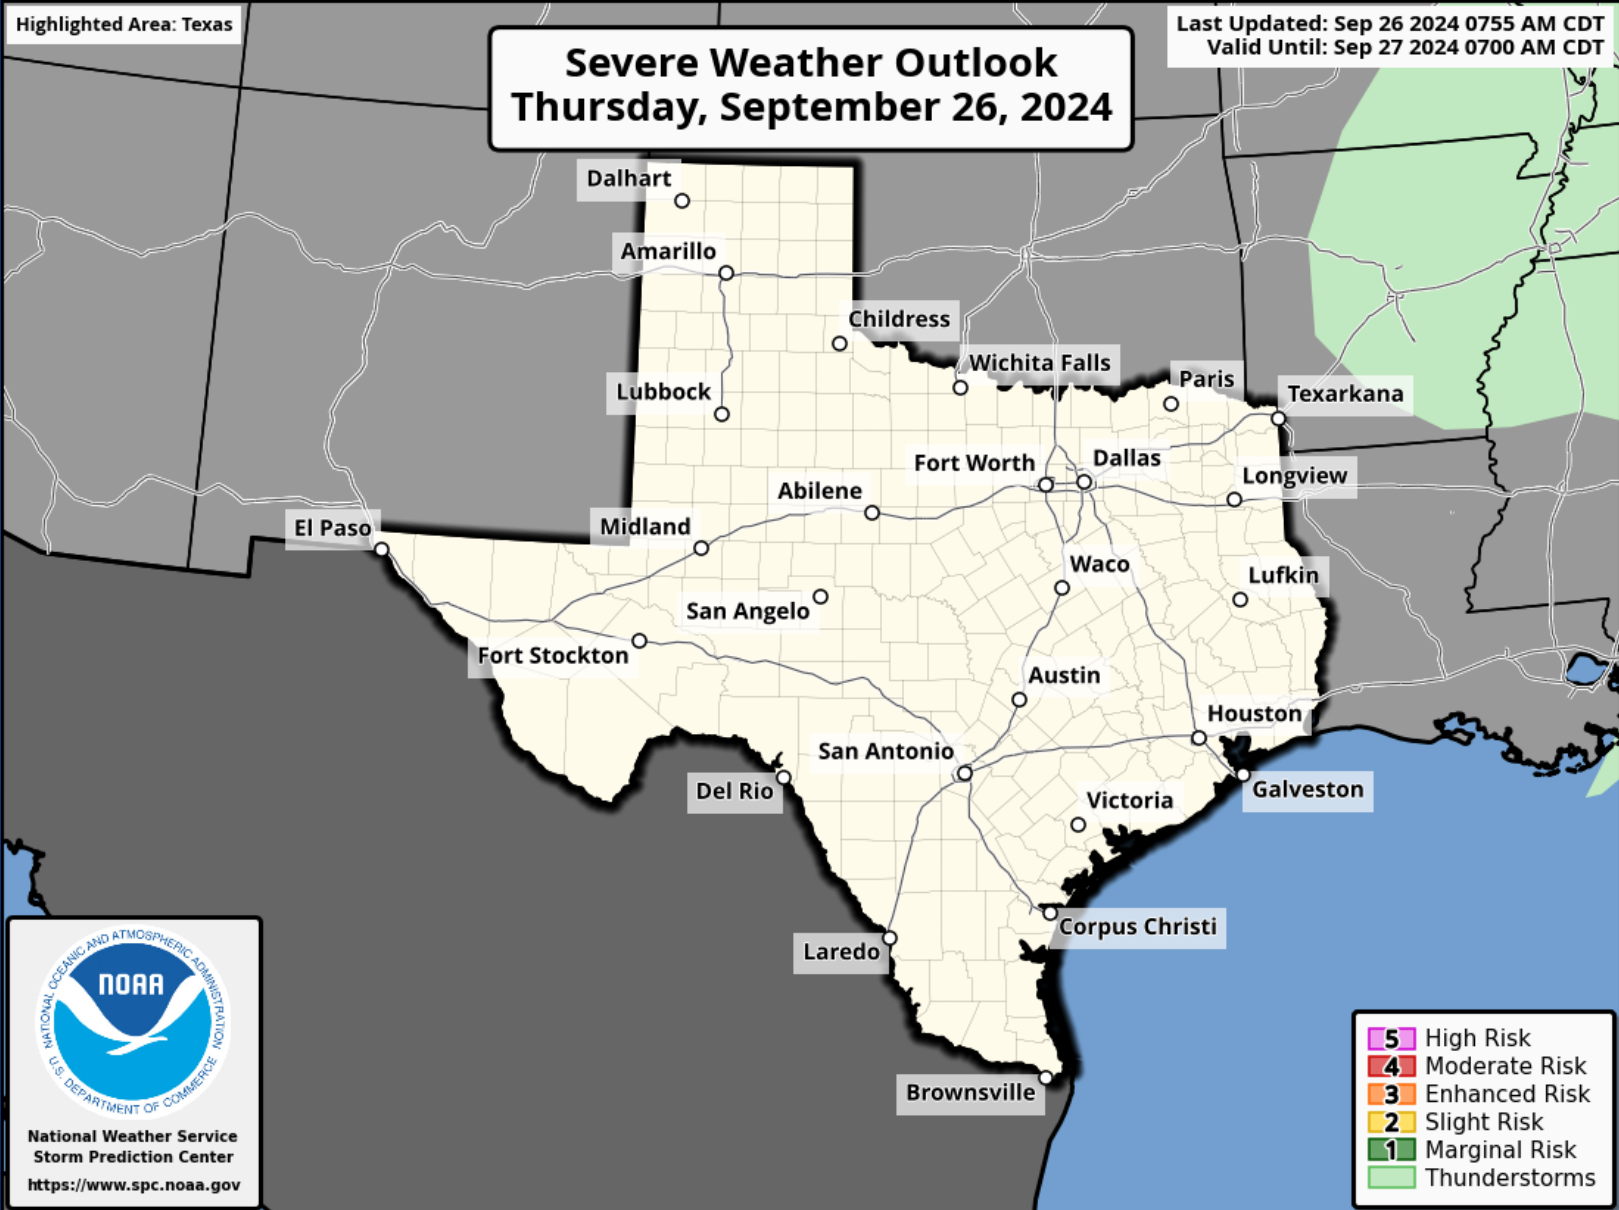 Highlighted Area: Texas
Severe Weather Outlook
Thursday, September 26, 2024
Last Updated: Sep 26 2024 0755 AM CDT
Valid Until: Sep 27 2024 0700 AM CDT
Dalhart
Amarillo
Childress
Wichita Falls
Paris
Texarkana
Lubbock
Fort Worth
Dallas
Longview
Abilene
El Paso
Midland
Waco
Lufkin
San Angelo
Fort Stockton
Austin
Houston
San Antonio
Del Rio
Galveston
Victoria
Corpus Christi
Laredo
Brownsville
NATIONAL OCEANIC AND ATMOSPHERIC ADMINISTRATION
NOAA
U.S. DEPARTMENT OF COMMERCE
National Weather Service
Storm Prediction Center
https://www.spc.noaa.gov
5 High Risk
4 Moderate Risk
3 Enhanced Risk
2 Slight Risk
1 Marginal Risk
Thunderstorms